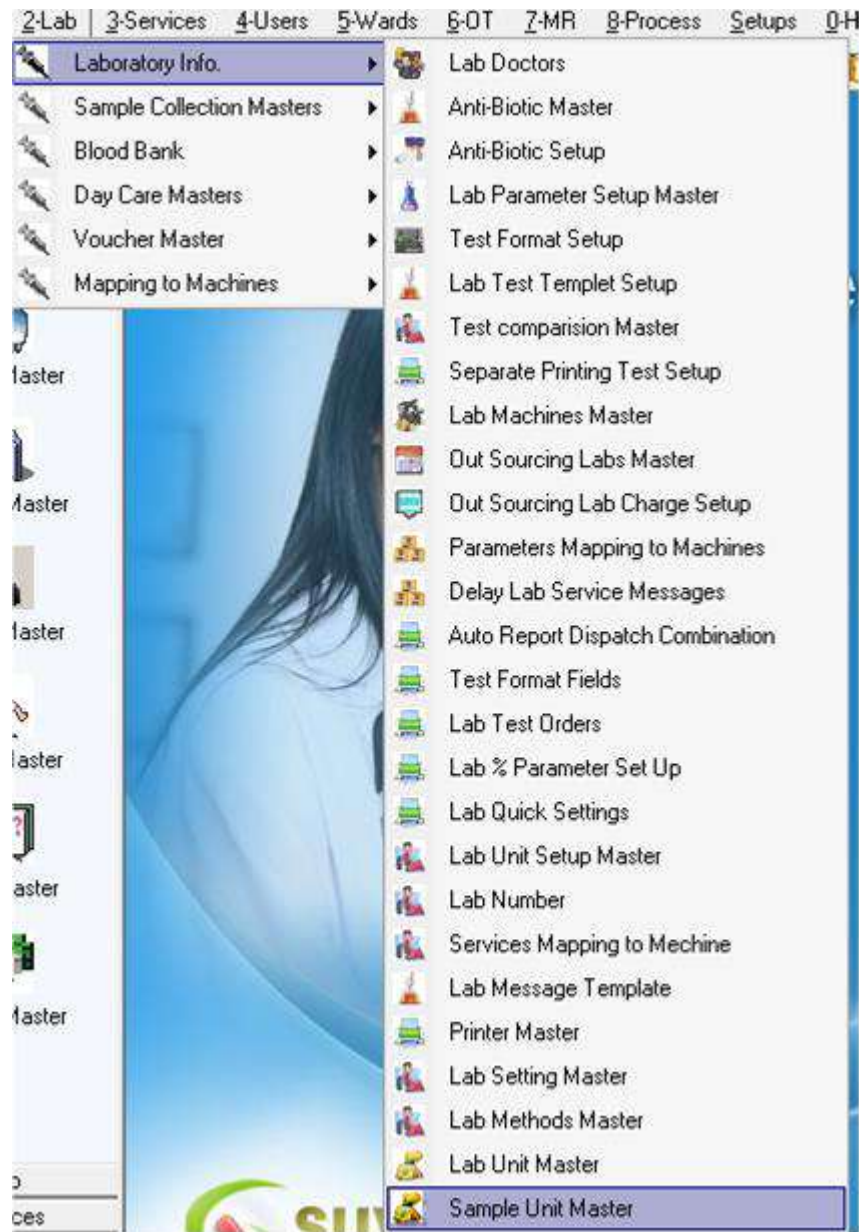 2-Lab 3-Services 4-Users 5-Wards 6-OT 7-MR 8-Process Setups
Laboratory Info.
Sample Collection Masters
Blood Bank
Day Care Masters
Voucher Master
Mapping to Machines
Lab Doctors
Anti-Biotic Master
Anti-Biotic Setup
Lab Parameter Setup Master
Test Format Setup
Lab Test Templet Setup
Test comparision Master
Separate Printing Test Setup
Lab Machines Master
Out Sourcing Labs Master
Out Sourcing Lab Charge Setup
Parameters Mapping to Machines
Delay Lab Service Messages
Auto Report Dispatch Combination
Test Format Fields
Lab Test Orders
Lab % Parameter Set Up
Lab Quick Settings
Lab Unit Setup Master
Lab Number
Services Mapping to Mechine
Lab Message Template
Printer Master
Lab Setting Master
Lab Methods Master
Lab Unit Master
Sample Unit Master